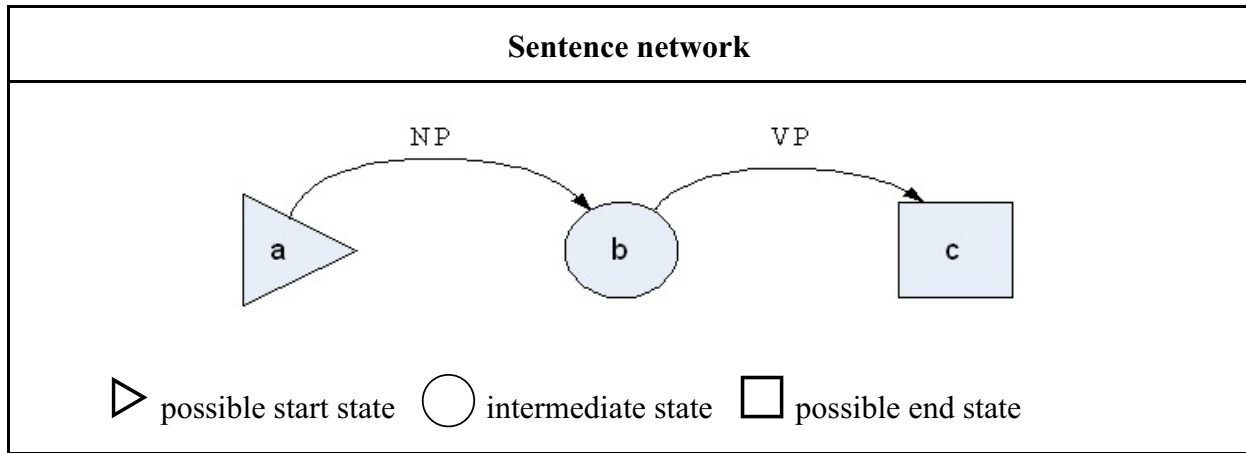 Sentence network
NP VP
a b c
possible start state intermediate state possible end state